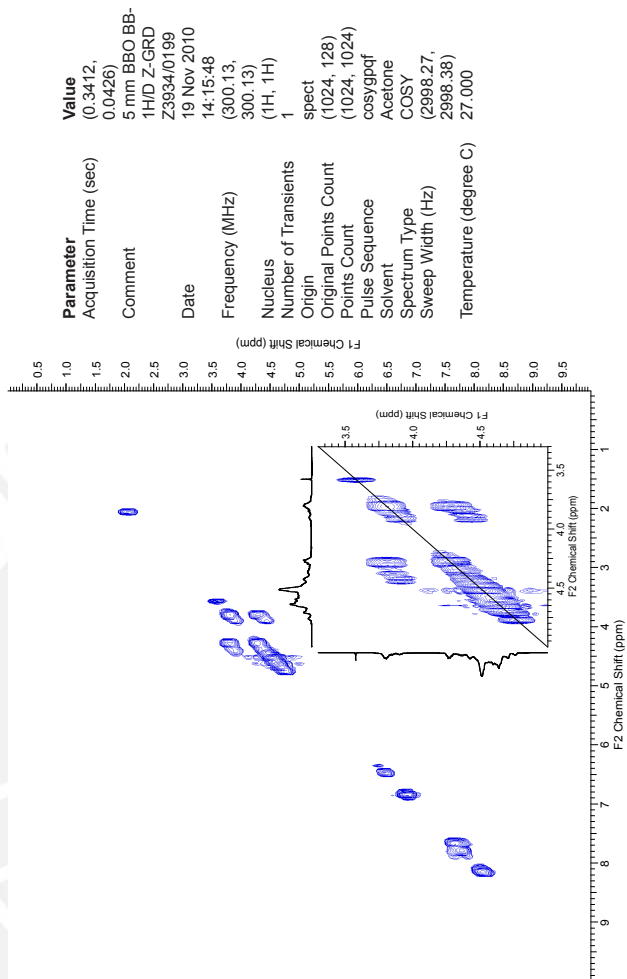 Parameter Value
Acquisition Time (sec) (0.3412,
0.0426)
Comment 5 mm BBO BB-
1H/D Z-GRD
Z3934/0199
Date 19 Nov 2010
14:15:48
Frequency (MHz) (300.13,
300.13)
Nucleus (1H, 1H)
Number of Transients 1
Origin spect
Original Points Count (1024, 128)
Points Count (1024, 1024)
Pulse Sequence cosygpqf
Solvent Acetone
Spectrum Type COSY
Sweep Width (Hz) (2998.27,
2998.38)
Temperature (degree C) 27.000
F1 Chemical Shift (ppm)
0.5 1.0 1.5 2.0 2.5 3.0 3.5 4.0 4.5 5.0 5.5 6.0 6.5 7.0 7.5 8.0 8.5 9.0 9.5
F1 Chemical Shift (ppm)
3.5 4.0 4.5
3.5 4.0 4.5
F2 Chemical Shift (ppm)
1 2 3 4 5 6 7 8 9
F2 Chemical Shift (ppm)